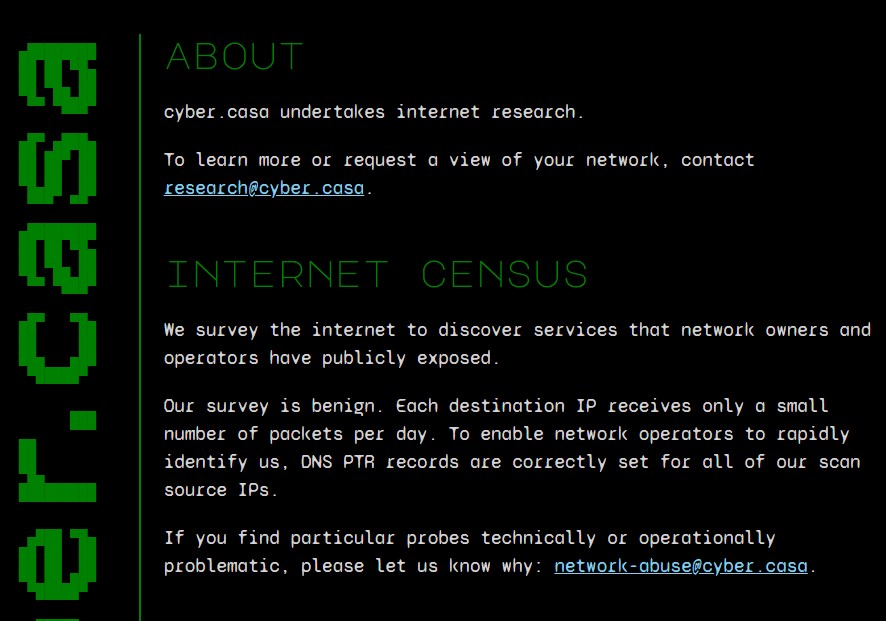 er.casa
ABOUT
cyber.casa undertakes internet research.
To learn more or request a view of your network, contact
research@cyber.casa.
INTERNET CENSUS
We survey the internet to discover services that network owners and
operators have publicly exposed.
Our survey is benign. Each destination IP receives only a small
number of packets per day. To enable network operators to rapidly
identify us, DNS PTR records are correctly set for all of our scan
source IPs.
If you find particular probes technically or operationally
problematic, please let us know why: network-abuse@cyber.casa.